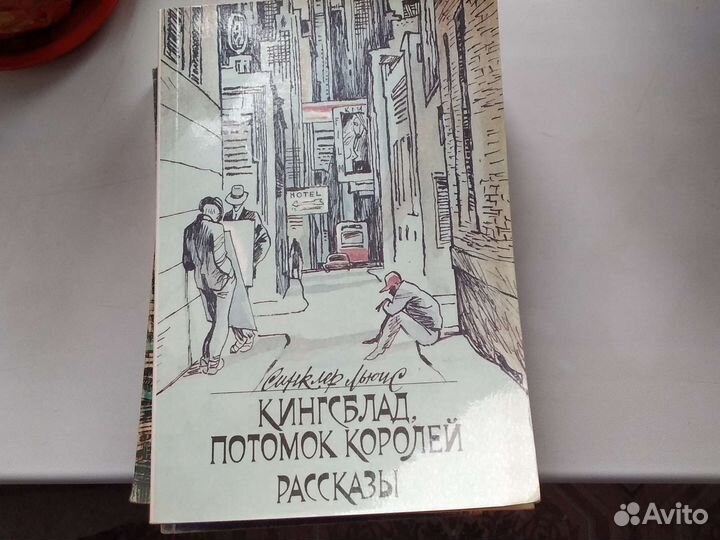 HOTEL
Синклер Льюис
КИНГСБЛАД,
ПОТОМОК КОРОЛЕЙ
РАССКАЗЫ
Avito